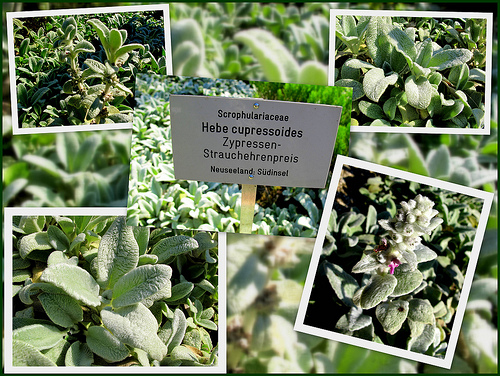 Scrophulariaceae
Hebe cupressoides
Zypressen-
Strauchehrenpreis
Neuseeland: Südinsel